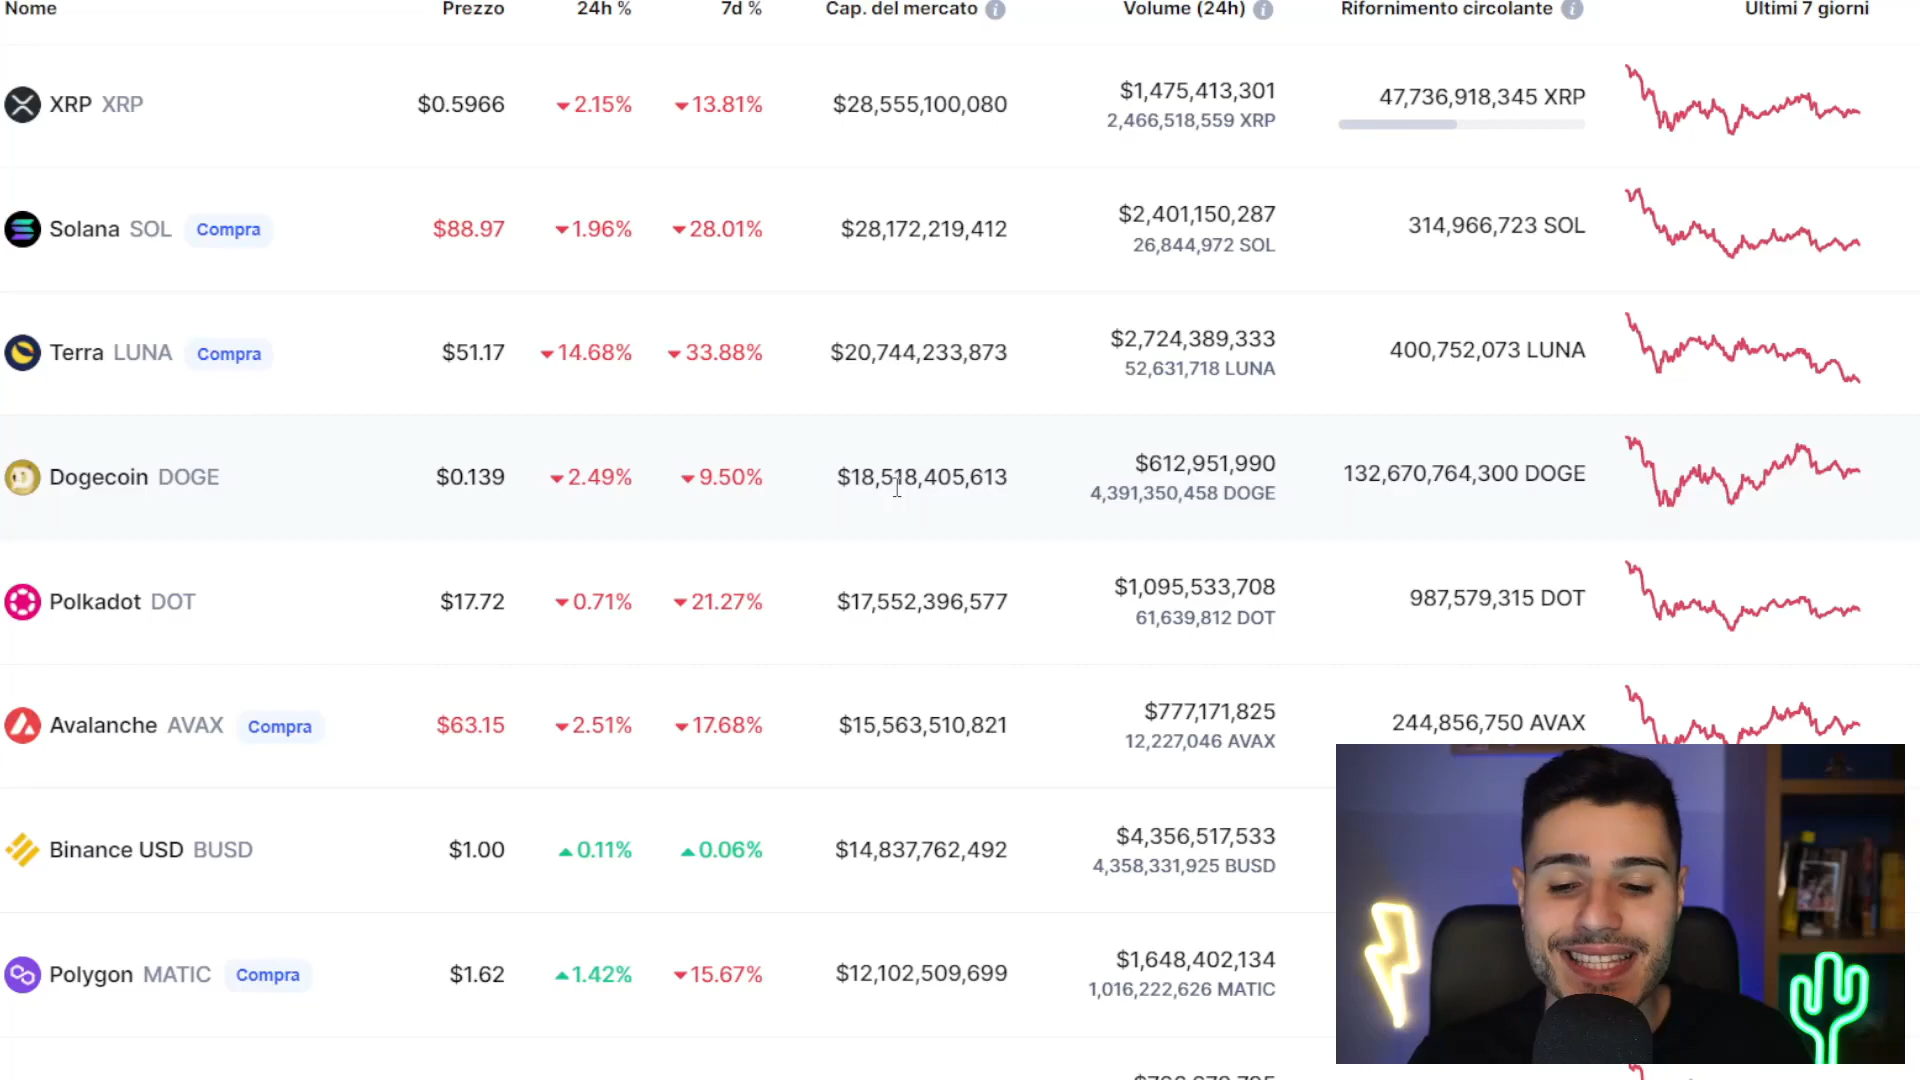 Nome Prezzo 24h % 7d % Cap. del mercato Volume (24h) Rifornimento circolante Ultimi 7 giorni
XRP XRP $0.5966 2.15% 13.81% $28,555,100,080 $1,475,413,301 47,736,918,345 XRP
2,466,518,559 XRP
Solana SOL Compra $88.97 1.96% 28.01% $28,172,219,412 $2,401,150,287 314,966,723 SOL
26,844,972 SOL
Terra LUNA Compra $51.17 14.68% 33.88% $20,744,233,873 $2,724,389,333 400,752,073 LUNA
52,631,718 LUNA
Dogecoin DOGE $0.139 2.49% 9.50% $18,518,405,613 $612,951,990 132,670,764,300 DOGE
4,391,350,458 DOGE
Polkadot DOT $17.72 0.71% 21.27% $17,552,396,577 $1,095,533,708 987,579,315 DOT
61,639,812 DOT
Avalanche AVAX Compra $63.15 2.51% 17.68% $15,563,510,821 $777,171,825 244,856,750 AVAX
12,227,046 AVAX
Binance USD BUSD $1.00 0.11% 0.06% $14,837,762,492 $4,356,517,533
4,358,331,925 BUSD
Polygon MATIC Compra $1.62 1.42% 15.67% $12,102,509,699 $1,648,402,134
1,016,222,626 MATIC